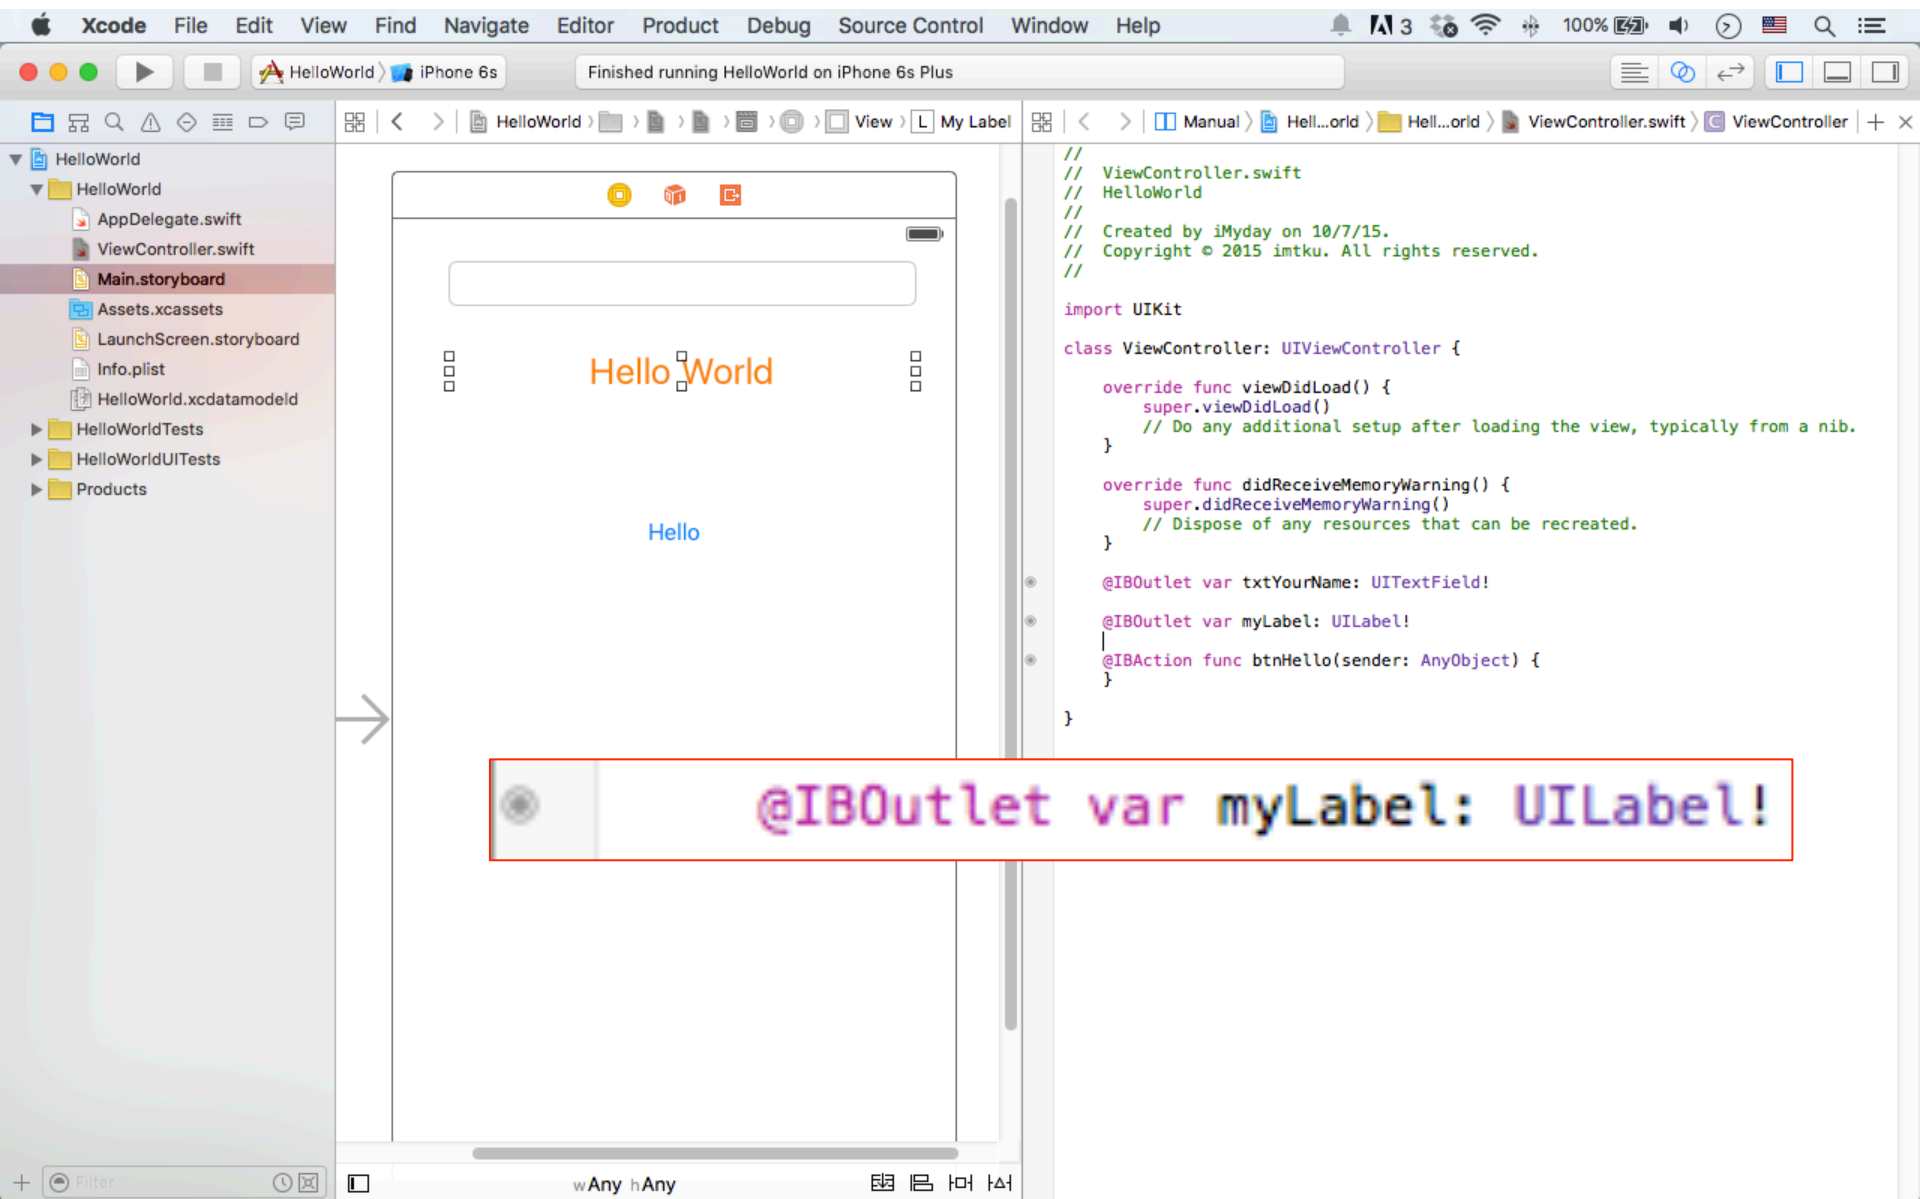 Xcode File Edit View Find Navigate Editor Product Debug Source Control Window Help 3 100%
HelloWorld iPhone 6s Finished running HelloWorld on iPhone 6s Plus
HelloWorld View L My Label
Manual Hell...orld Hell...orld ViewController.swift C ViewController
HelloWorld
HelloWorld
AppDelegate.swift
ViewController.swift
Main.storyboard
Assets.xcassets
LaunchScreen.storyboard
Info.plist
HelloWorld.xcdatamodeld
HelloWorldTests
HelloWorldUITests
Products
Filter
Hello World
Hello
wAny hAny
//
// ViewController.swift
// HelloWorld
//
// Created by iMyday on 10/7/15.
// Copyright © 2015 imtku. All rights reserved.
//
import UIKit
class ViewController: UIViewController {
override func viewDidLoad() {
super.viewDidLoad()
// Do any additional setup after loading the view, typically from a nib.
}
override func didReceiveMemoryWarning() {
super.didReceiveMemoryWarning()
// Dispose of any resources that can be recreated.
}
@IBOutlet var txtYourName: UITextField!
@IBOutlet var myLabel: UILabel!
@IBAction func btnHello(sender: AnyObject) {
}
}
@IBOutlet var myLabel: UILabel!